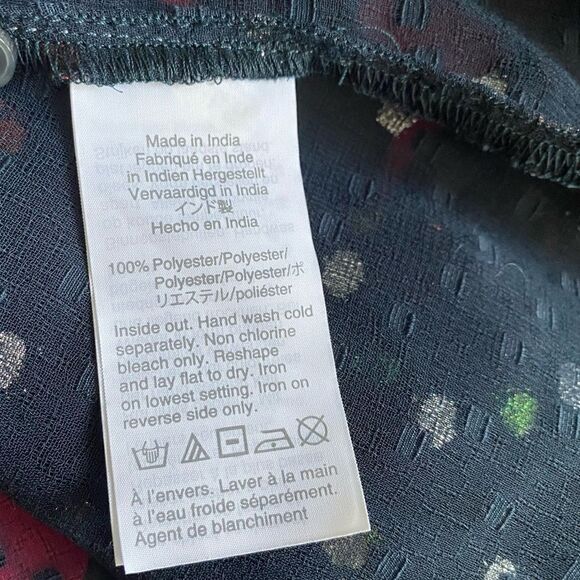 Made in India
Fabriqué en Inde
in Indien Hergestellt
Vervaardigd in India
インド製
Hecho en India
100% Polyester/Polyester/
Polyester/Polyester/ポ
リエステル/poliéster
Inside out. Hand wash cold
separately. Non chlorine
bleach only. Reshape
and lay flat to dry. Iron
on lowest setting. Iron on
reverse side only.
À l'envers. Laver à la main
à l'eau froide séparément.
Agent de blanchiment